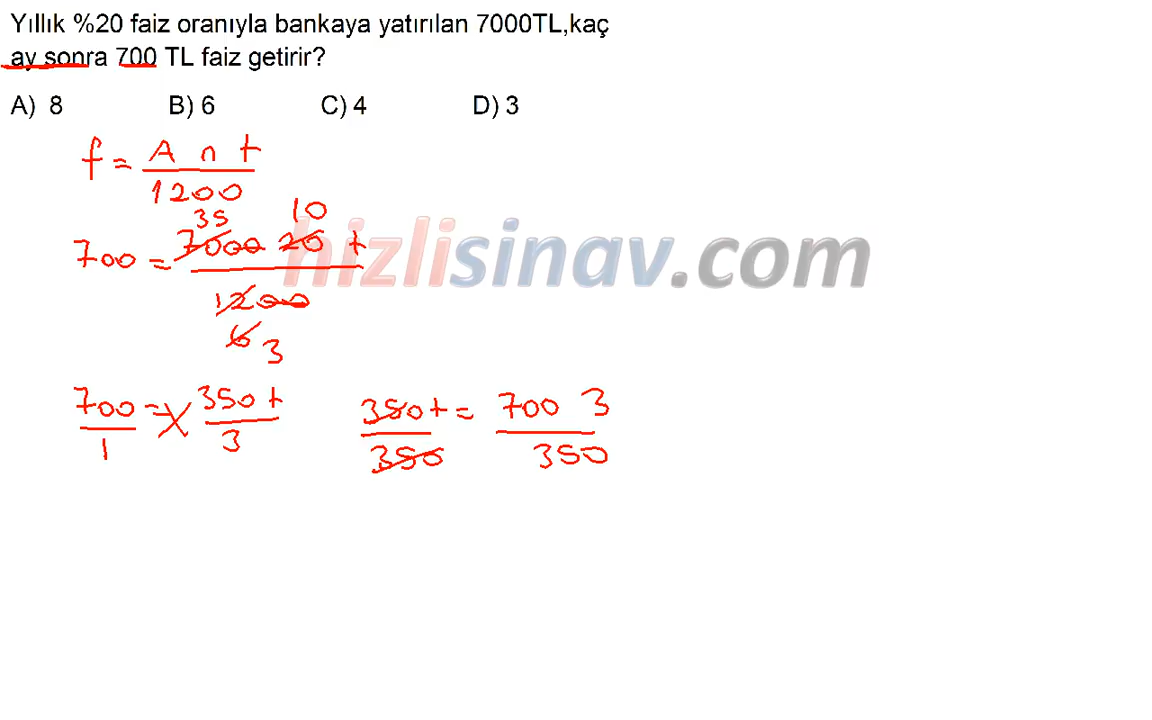 Yıllık %20 faiz oranıyla bankaya yatırılan 7000TL,kaç
ay sonra 700 TL faiz getirir?
A) 8 B) 6 C) 4 D) 3
f = A n t
1200
35 10
700 = 7000 20 t
1200
6 3
hizlisinav.com
700 = 350 t
1 3
350 t = 700 3
350 350